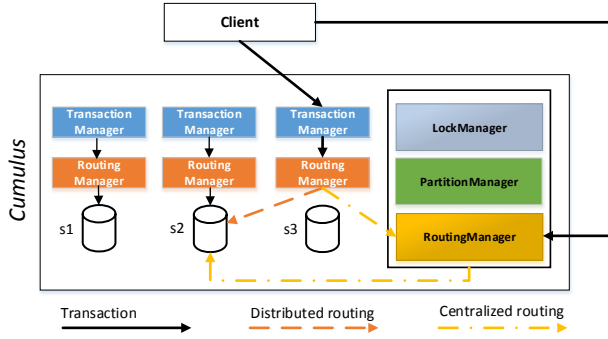 Client
Transaction
Manager
Transaction
Manager
Transaction
Manager
LockManager
Routing
Manager
Routing
Manager
Routing
Manager
PartitionManager
s1
s2
s3
RoutingManager
Cumulus
Transaction
Distributed routing
Centralized routing